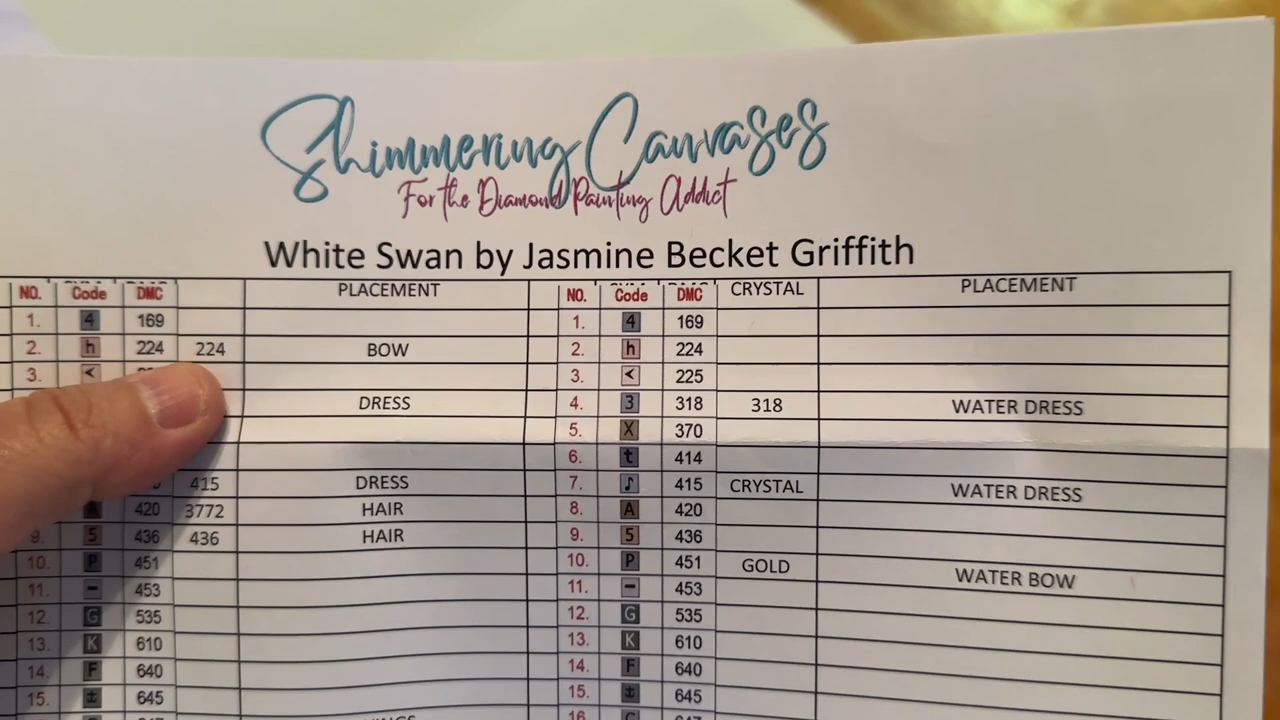 Shimmering Canvases
For the Diamond Painting Addict
White Swan by Jasmine Becket Griffith
NO. Code DMC PLACEMENT NO. Code DMC CRYSTAL PLACEMENT
1. 4 169 1. 4 169
2. h 224 224 BOW 2. h 224
3. < 3. < 225
DRESS 4. 3 318 318 WATER DRESS
5. X 370
6. t 414
415 DRESS 7. ♪ 415 CRYSTAL WATER DRESS
A 420 3772 HAIR 8. A 420
9. 5 436 436 HAIR 9. 5 436
10. P 451 10. P 451 GOLD WATER BOW
11. – 453 11. – 453
12. G 535 12. G 535
13. K 610 13. K 610
14. F 640 14. F 640
15. ± 645 15. ± 645
16.